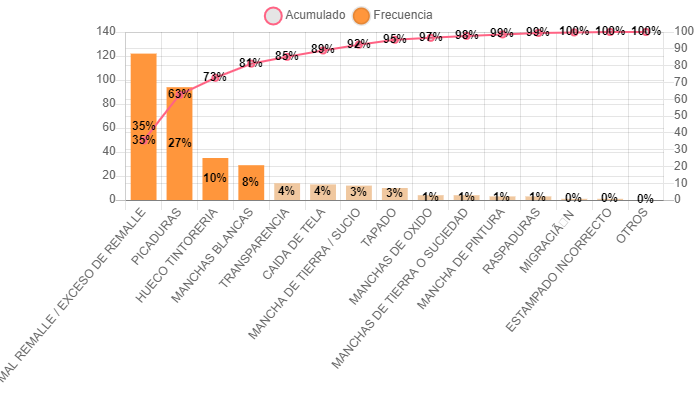 Acumulado Frecuencia
140 100
120 90
100 80
80 70
60 60
40 50
20 40
0 30
20
10
0
35% 63% 73% 81% 85% 89% 92% 95% 97% 98% 99% 99% 100% 100% 100%
35% 27% 10% 8% 4% 4% 3% 3% 1% 1% 1% 1% 0% 0% 0%
MAL REMALLE / EXCESO DE REMALLE
PICADURAS
HUECO TINTORERIA
MANCHAS BLANCAS
TRANSPARENCIA
CAIDA DE TELA
MANCHA DE TIERRA / SUCIO
TAPADO
MANCHAS DE OXIDO
MANCHAS DE TIERRA O SUCIEDAD
MANCHA DE PINTURA
RASPADURAS
MIGRACIÃ□N
ESTAMPADO INCORRECTO
OTROS